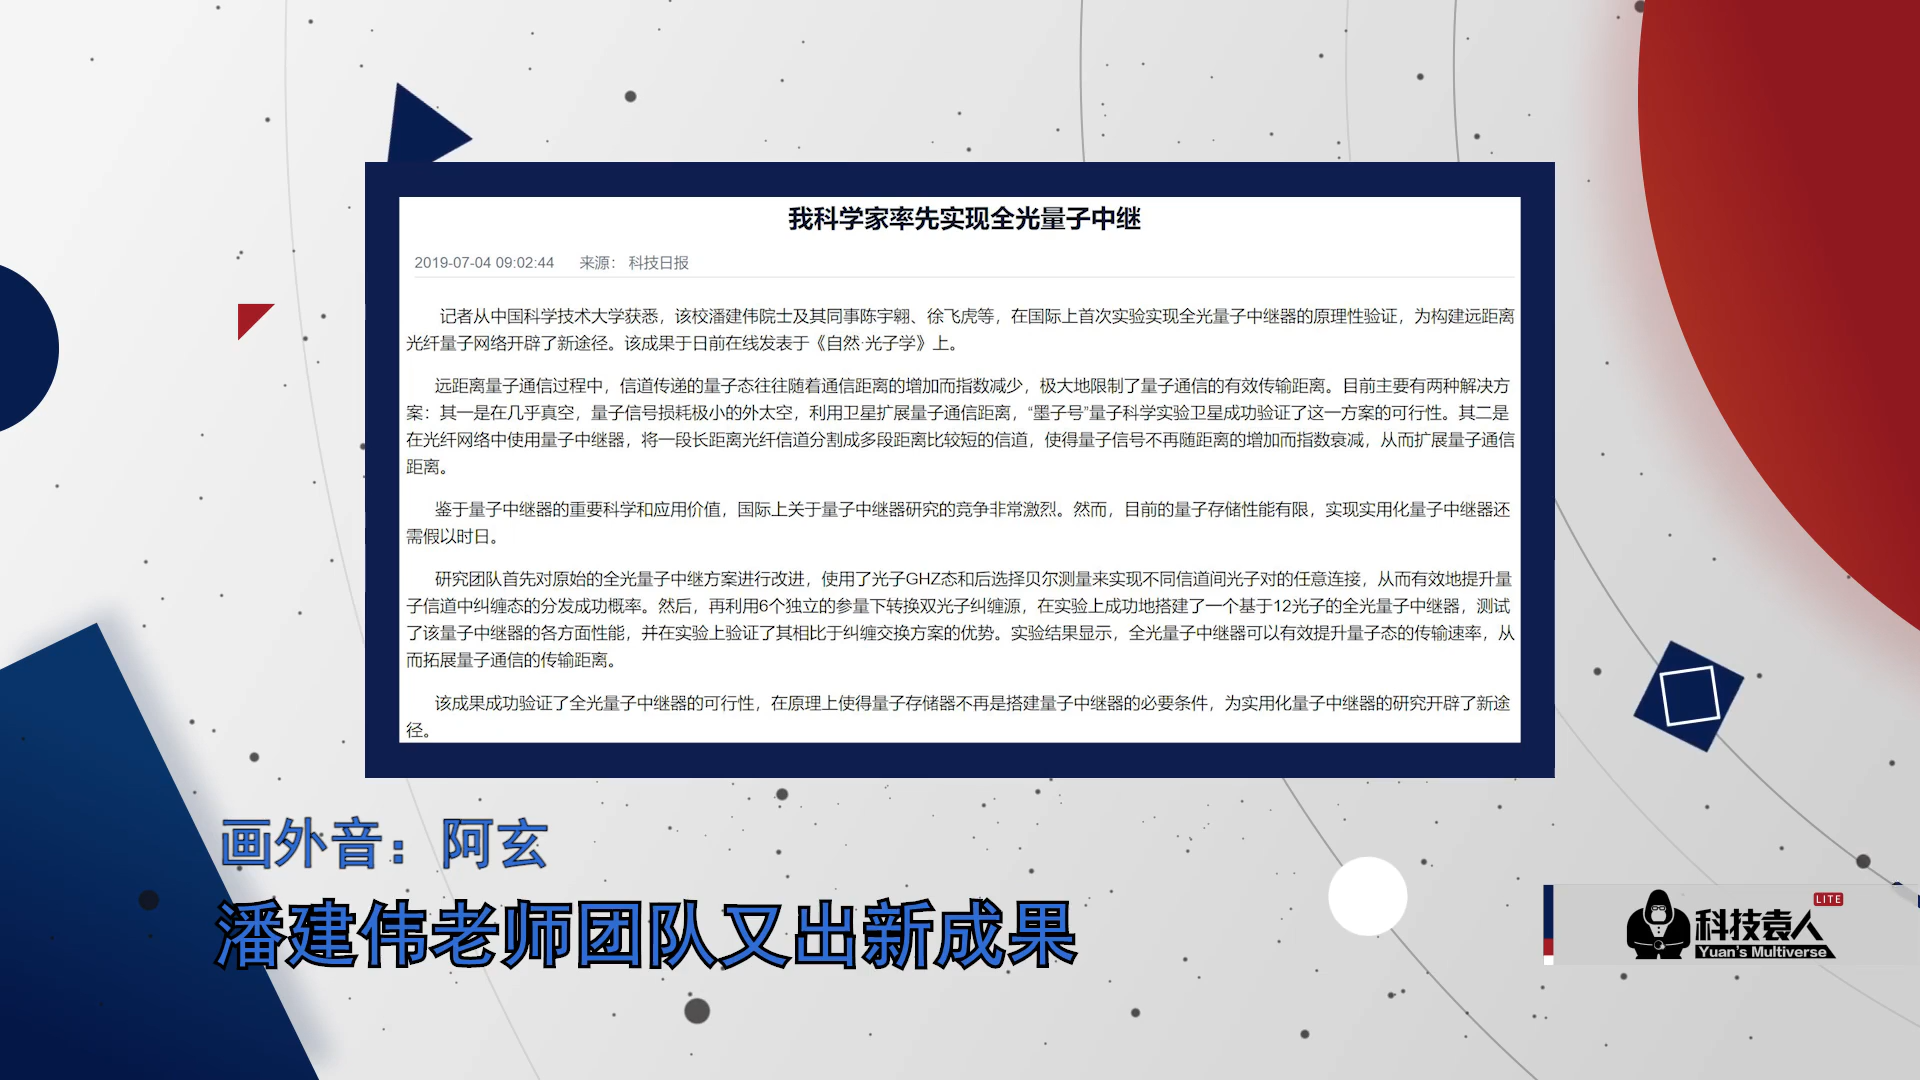 我科学家率先实现全光量子中继
2019-07-04 09:02:44 来源： 科技日报
记者从中国科学技术大学获悉，该校潘建伟院士及其同事陈宇翱、徐飞虎等，在国际上首次实验实现全光量子中继器的原理性验证，为构建远距离
光纤量子网络开辟了新途径。该成果于日前在线发表于《自然·光子学》上。
远距离量子通信过程中，信道传递的量子态往往随着通信距离的增加而指数减少，极大地限制了量子通信的有效传输距离。目前主要有两种解决方
案：其一是在几乎真空，量子信号损耗极小的外太空，利用卫星扩展量子通信距离，“墨子号”量子科学实验卫星成功验证了这一方案的可行性。其二是
在光纤网络中使用量子中继器，将一段长距离光纤信道分割成多段距离比较短的信道，使得量子信号不再随距离的增加而指数衰减，从而扩展量子通信
距离。
鉴于量子中继器的重要科学和应用价值，国际上关于量子中继器研究的竞争非常激烈。然而，目前的量子存储性能有限，实现实用化量子中继器还
需假以时日。
研究团队首先对原始的全光量子中继方案进行改进，使用了光子GHZ态和后选择贝尔测量来实现不同信道间光子对的任意连接，从而有效地提升量
子信道中纠缠态的分发成功概率。然后，再利用6个独立的参量下转换双光子纠缠源，在实验上成功地搭建了一个基于12光子的全光量子中继器，测试
了该量子中继器的各方面性能，并在实验上验证了其相比于纠缠交换方案的优势。实验结果显示，全光量子中继器可以有效提升量子态的传输速率，从
而拓展量子通信的传输距离。
该成果成功验证了全光量子中继器的可行性，在原理上使得量子存储器不再是搭建量子中继器的必要条件，为实用化量子中继器的研究开辟了新途
径。
画外音：阿玄
潘建伟老师团队又出新成果
LITE
科技袁人
Yuan's Multiverse